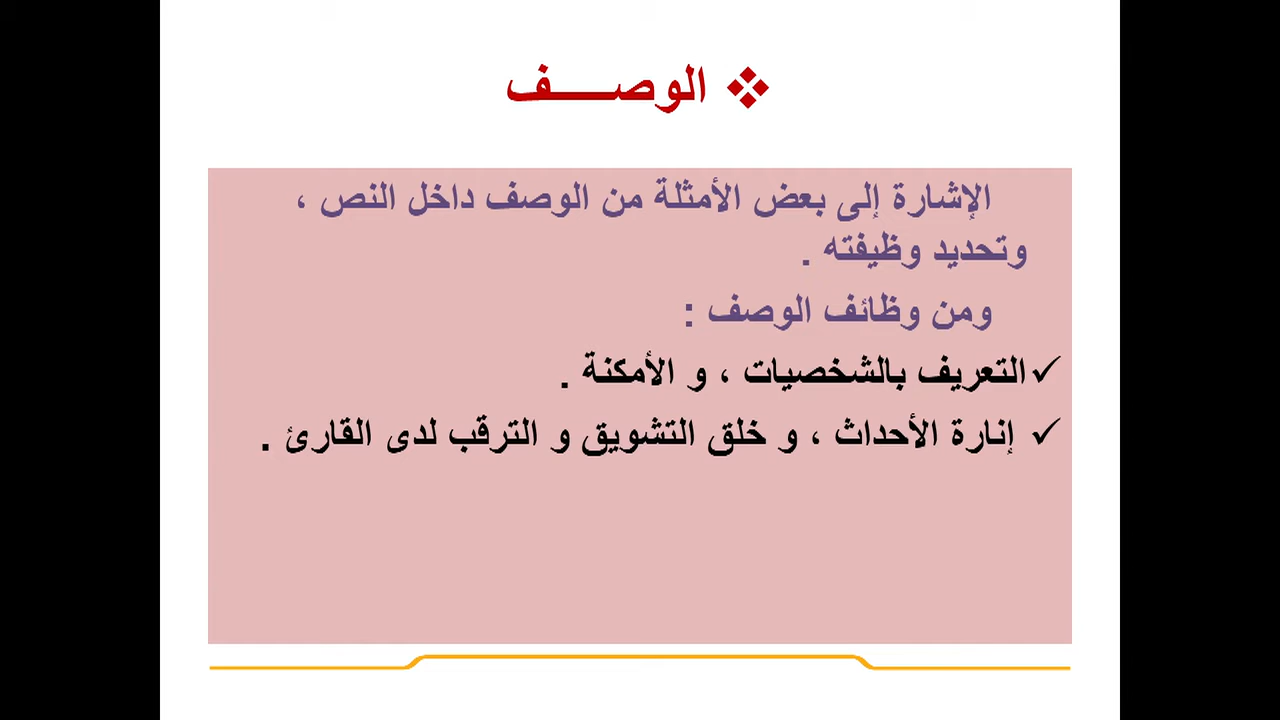 ❖ الوصـــــف
الإشارة إلى بعض الأمثلة من الوصف داخل النص ،
وتحديد وظيفته .
ومن وظائف الوصف :
✓التعريف بالشخصيات ، و الأمكنة .
✓ إنارة الأحداث ، و خلق التشويق و الترقب لدى القارئ .